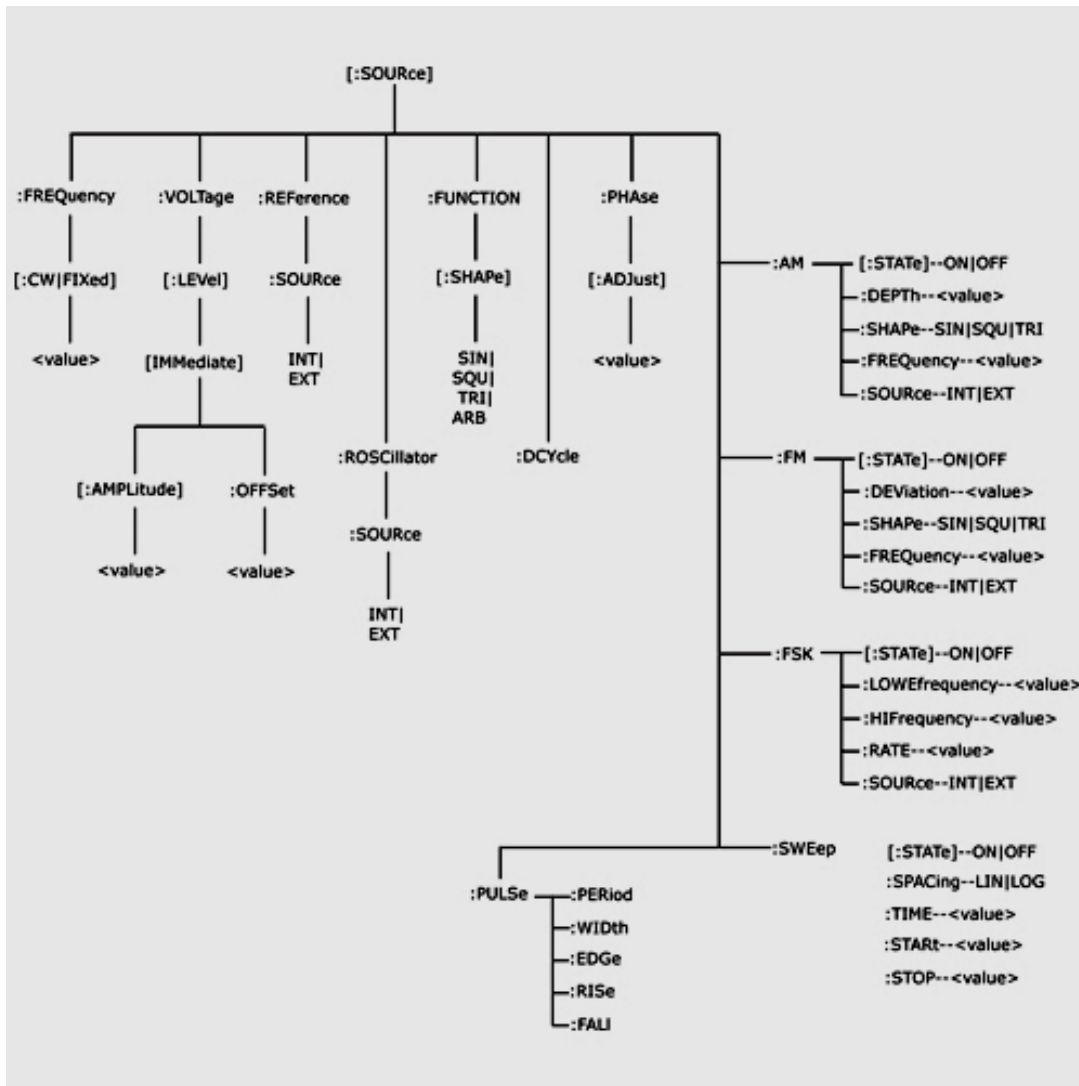 [:SOURce]
:FREQuency
:VOLTage
:REFerence
:FUNCTION
:PHAse
[:CW|FIXed]
[:LEVel]
:SOURce
[:SHAPe]
[:ADJust]
<value>
[IMMediate]
INT|
EXT
SIN|
SQU|
TRI|
ARB
<value>
:ROSCillator
:DCYcle
[:AMPLitude]
:OFFSet
:SOURce
<value>
<value>
INT|
EXT
:AM
[:STATe]--ON|OFF
:DEPTh--<value>
:SHAPe--SIN|SQU|TRI
:FREQuency--<value>
:SOURce--INT|EXT
:FM
[:STATe]--ON|OFF
:DEViation--<value>
:SHAPe--SIN|SQU|TRI
:FREQuency--<value>
:SOURce--INT|EXT
:FSK
[:STATe]--ON|OFF
:LOWEfrequency--<value>
:HIFrequency--<value>
:RATE--<value>
:SOURce--INT|EXT
:SWEep
[:STATe]--ON|OFF
:SPACing--LIN|LOG
:TIME--<value>
:STARt--<value>
:STOP--<value>
:PULSe
:PERiod
:WIDth
:EDGe
:RISe
:FALl